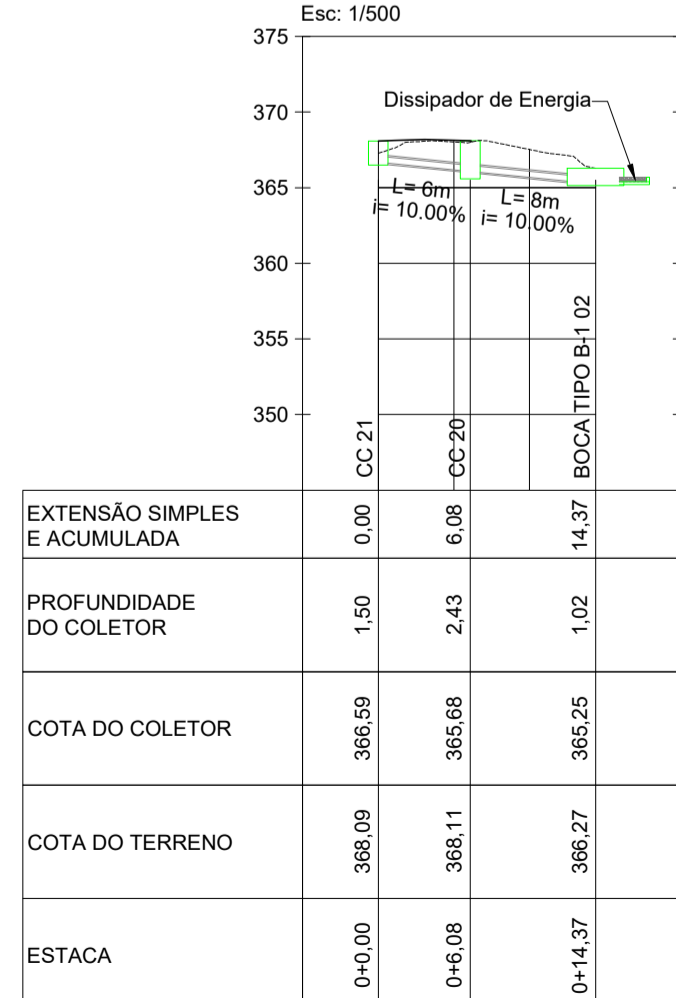 Esc: 1/500
375
370
365
360
355
350
Dissipador de Energia
L= 6m
i= 10.00%
L= 8m
i= 10.00%
CC 21
CC 20
BOCA TIPO B-1 02
EXTENSÃO SIMPLES
E ACUMULADA
0,00
6,08
14,37
PROFUNDIDADE
DO COLETOR
1,50
2,43
1,02
COTA DO COLETOR
366,59
365,68
365,25
COTA DO TERRENO
368,09
368,11
366,27
ESTACA
0+0,00
0+6,08
0+14,37